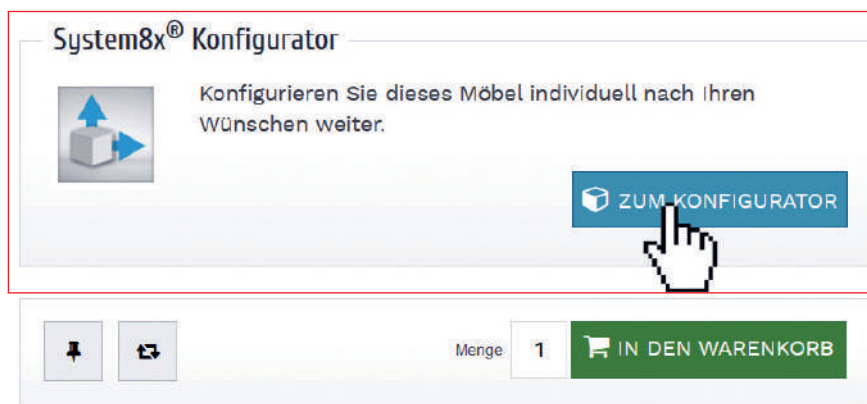 System8x® Konfigurator
Konfigurieren Sie dieses Möbel individuell nach Ihren
Wünschen weiter.
ZUM KONFIGURATOR
Menge 1 IN DEN WARENKORB